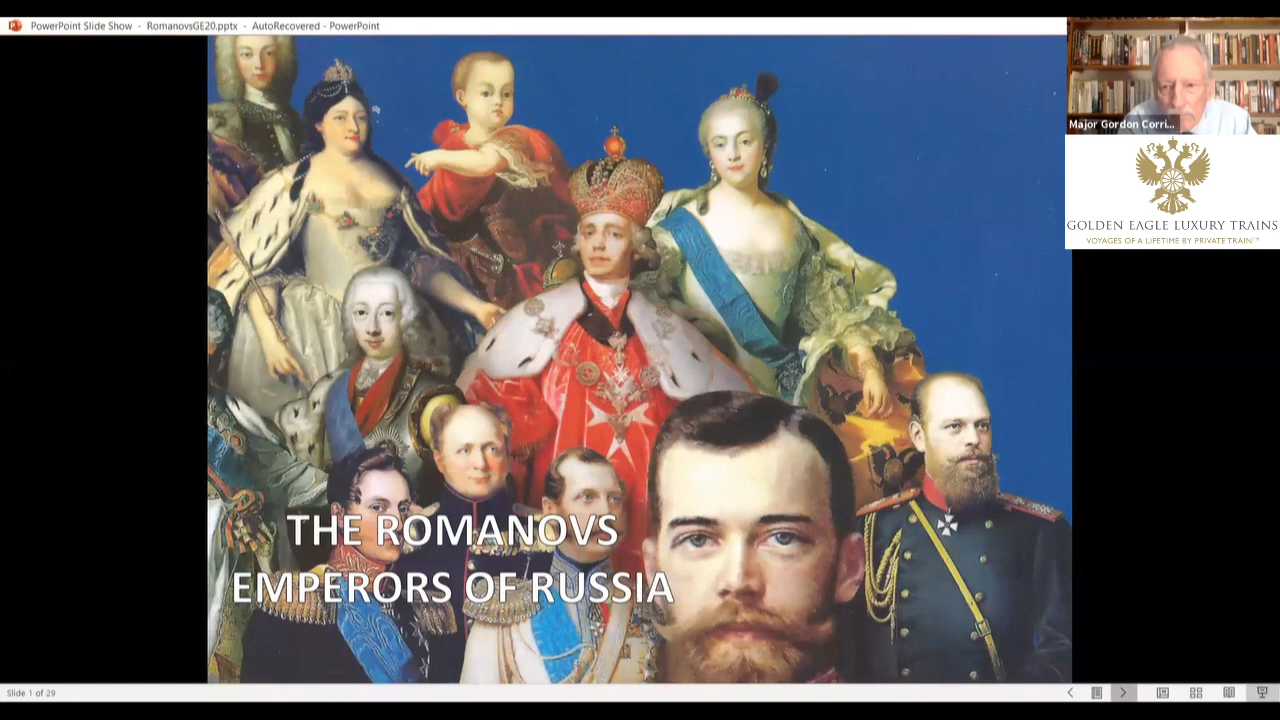 PowerPoint Slide Show - RomanovsGE20.pptx - AutoRecovered - PowerPoint
Major Gordon Corri...
GOLDEN EAGLE LUXURY TRAINS
VOYAGES OF A LIFETIME BY PRIVATE TRAIN™
THE ROMANOVS
EMPERORS OF RUSSIA
Slide 1 of 29